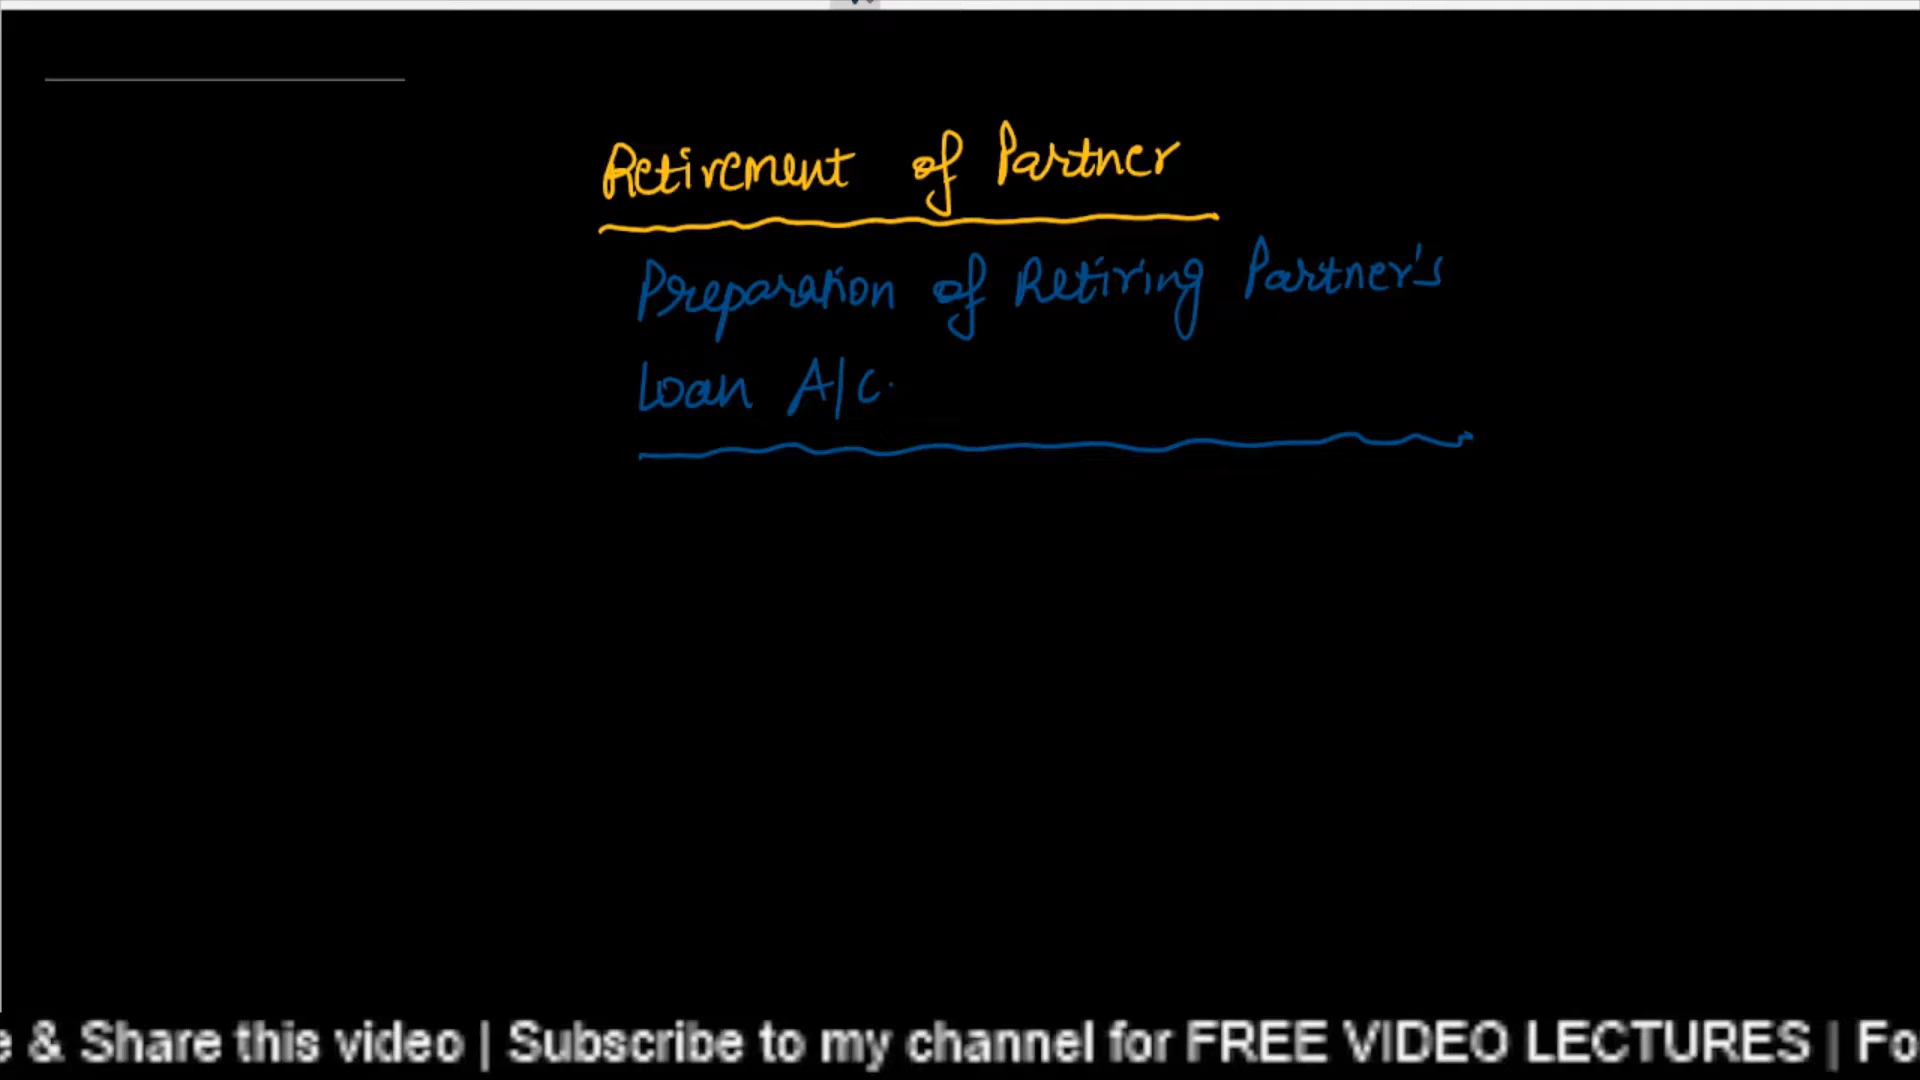 Retirement of Partner
Preparation of Retiring Partner's
Loan A/C.
& Share this video | Subscribe to my channel for FREE VIDEO LECTURES |